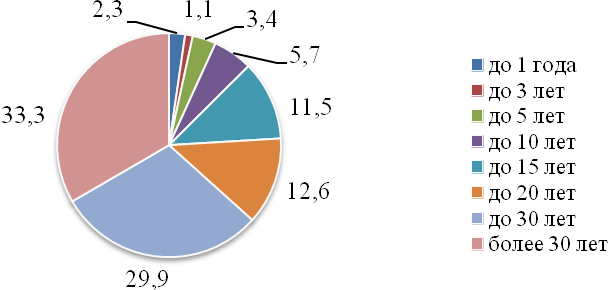 2,3
1,1
3,4
5,7
11,5
12,6
29,9
33,3
до 1 года
до 3 лет
до 5 лет
до 10 лет
до 15 лет
до 20 лет
до 30 лет
более 30 лет